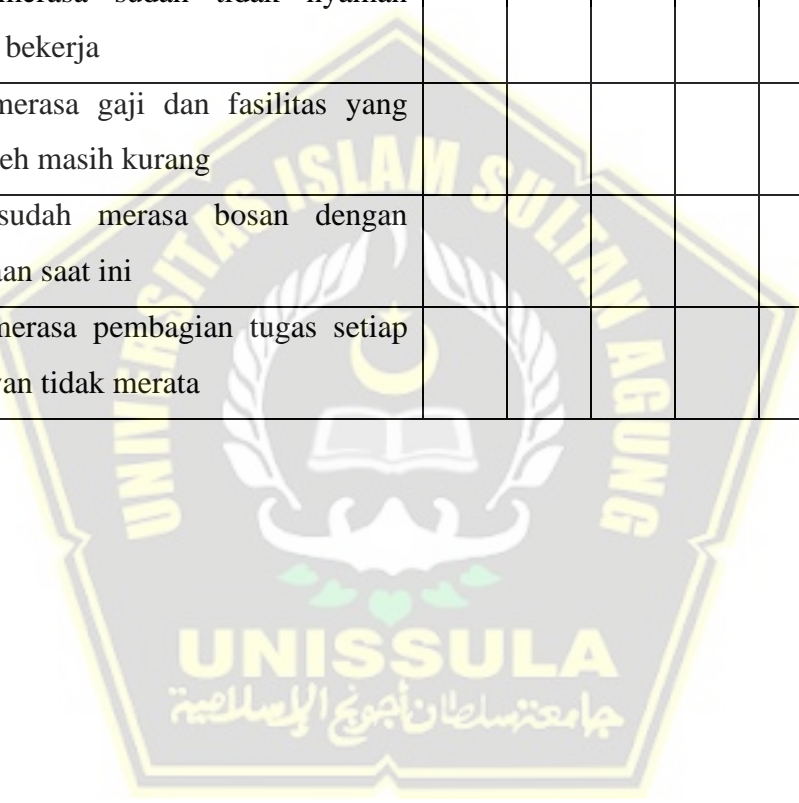 merasa sudah tidak nyaman
bekerja
merasa gaji dan fasilitas yang
eh masih kurang
sudah merasa bosan dengan
an saat ini
merasa pembagian tugas setiap
van tidak merata
UNIVERSITAS ISLAM SULTAN AGUNG
UNISSULA
جامعة سلطان أجونج الإسلامية